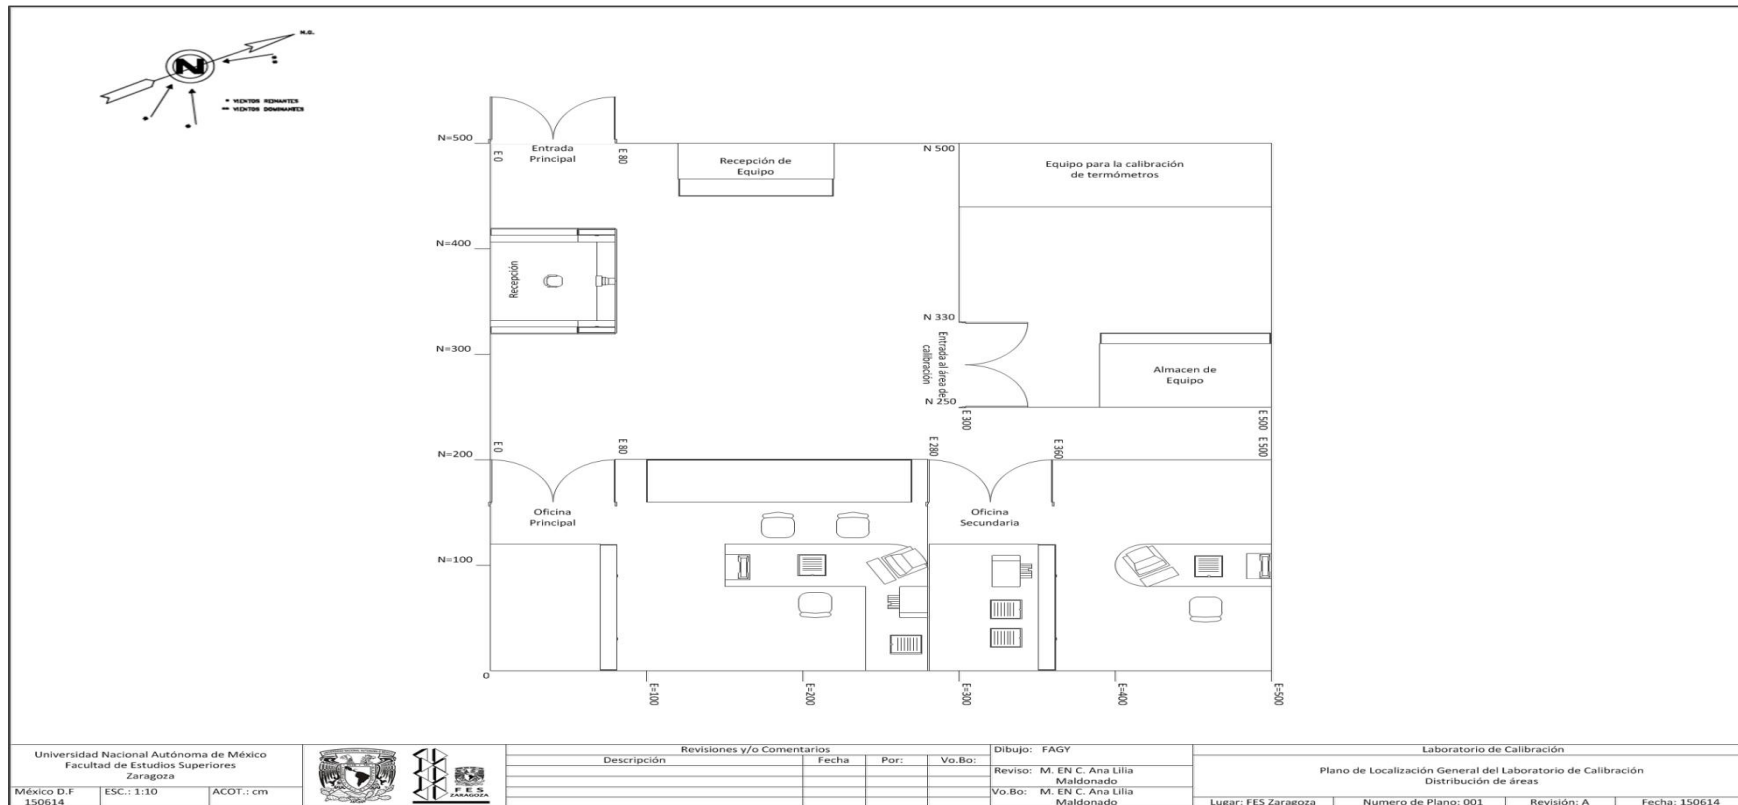 N.G.
N
* VIENTOS REINANTES
** VIENTOS DOMINANTES
N=500
E 0
Entrada
Principal
E 80
Recepción de
Equipo
N 500
Equipo para la calibración
de termómetros
N=400
Recepción
N=300
N 330
Entrada al área de
calibración
N 250
Almacen de
Equipo
E 300
E 500
N=200
E 0
E 80
E 280
E 360
E 500
Oficina
Principal
Oficina
Secundaria
N=100
0
E=100
E=200
E=300
E=400
E=500
Universidad Nacional Autónoma de México
Facultad de Estudios Superiores
Zaragoza
México D.F
150614
ESC.: 1:10
ACOT.: cm
FES
ZARAGOZA
Revisiones y/o Comentarios
Descripción
Fecha
Por:
Vo.Bo:
Dibujo: FAGY
Reviso: M. EN C. Ana Lilia
Maldonado
Vo.Bo: M. EN C. Ana Lilia
Maldonado
Laboratorio de Calibración
Plano de Localización General del Laboratorio de Calibración
Distribución de áreas
Lugar: FES Zaragoza
Numero de Plano: 001
Revisión: A
Fecha: 150614